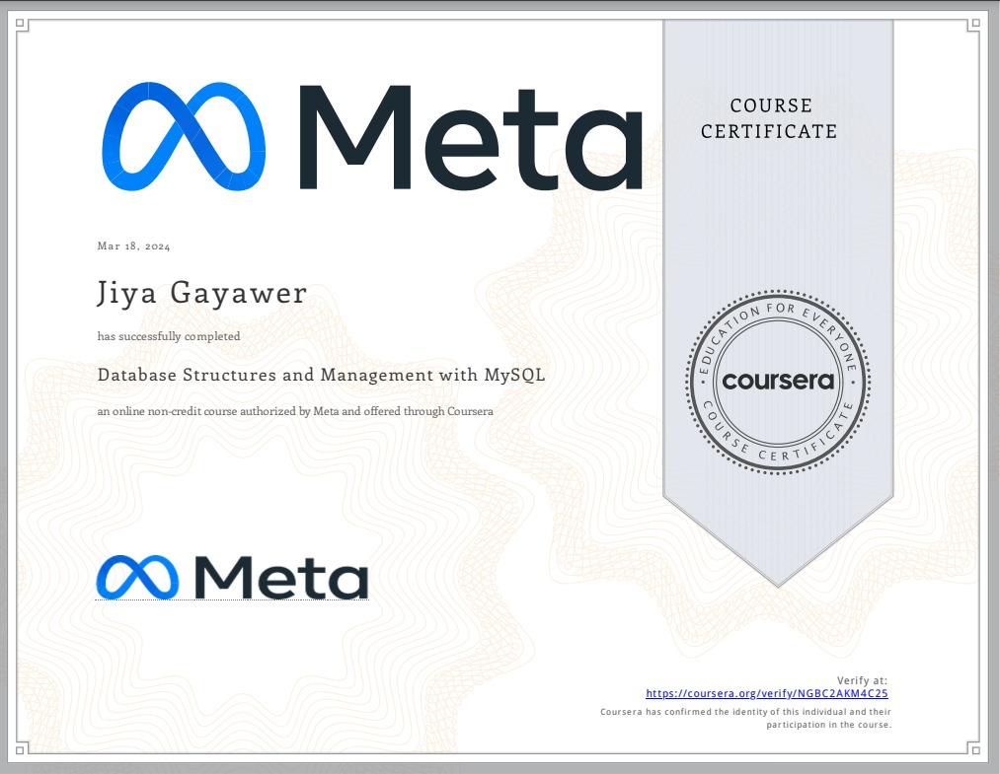 Meta
COURSE
CERTIFICATE
Mar 18, 2024
Jiya Gayawer
has successfully completed
Database Structures and Management with MySQL
an online non-credit course authorized by Meta and offered through Coursera
EDUCATION FOR EVERYONE
coursera
COURSE CERTIFICATE
Meta
Verify at:
https://coursera.org/verify/NGBC2AKM4C25
Coursera has confirmed the identity of this individual and their
participation in the course.